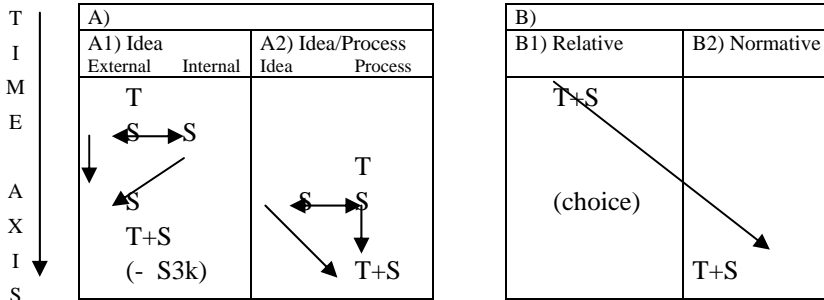 T
I
M
E
A
X
I
S
A)
A1) Idea
External Internal
T
S S
S
T+S
(- S3k)
A2) Idea/Process
Idea Process
T
S S
T+S
B)
B1) Relative
T+S
(choice)
B2) Normative
T+S